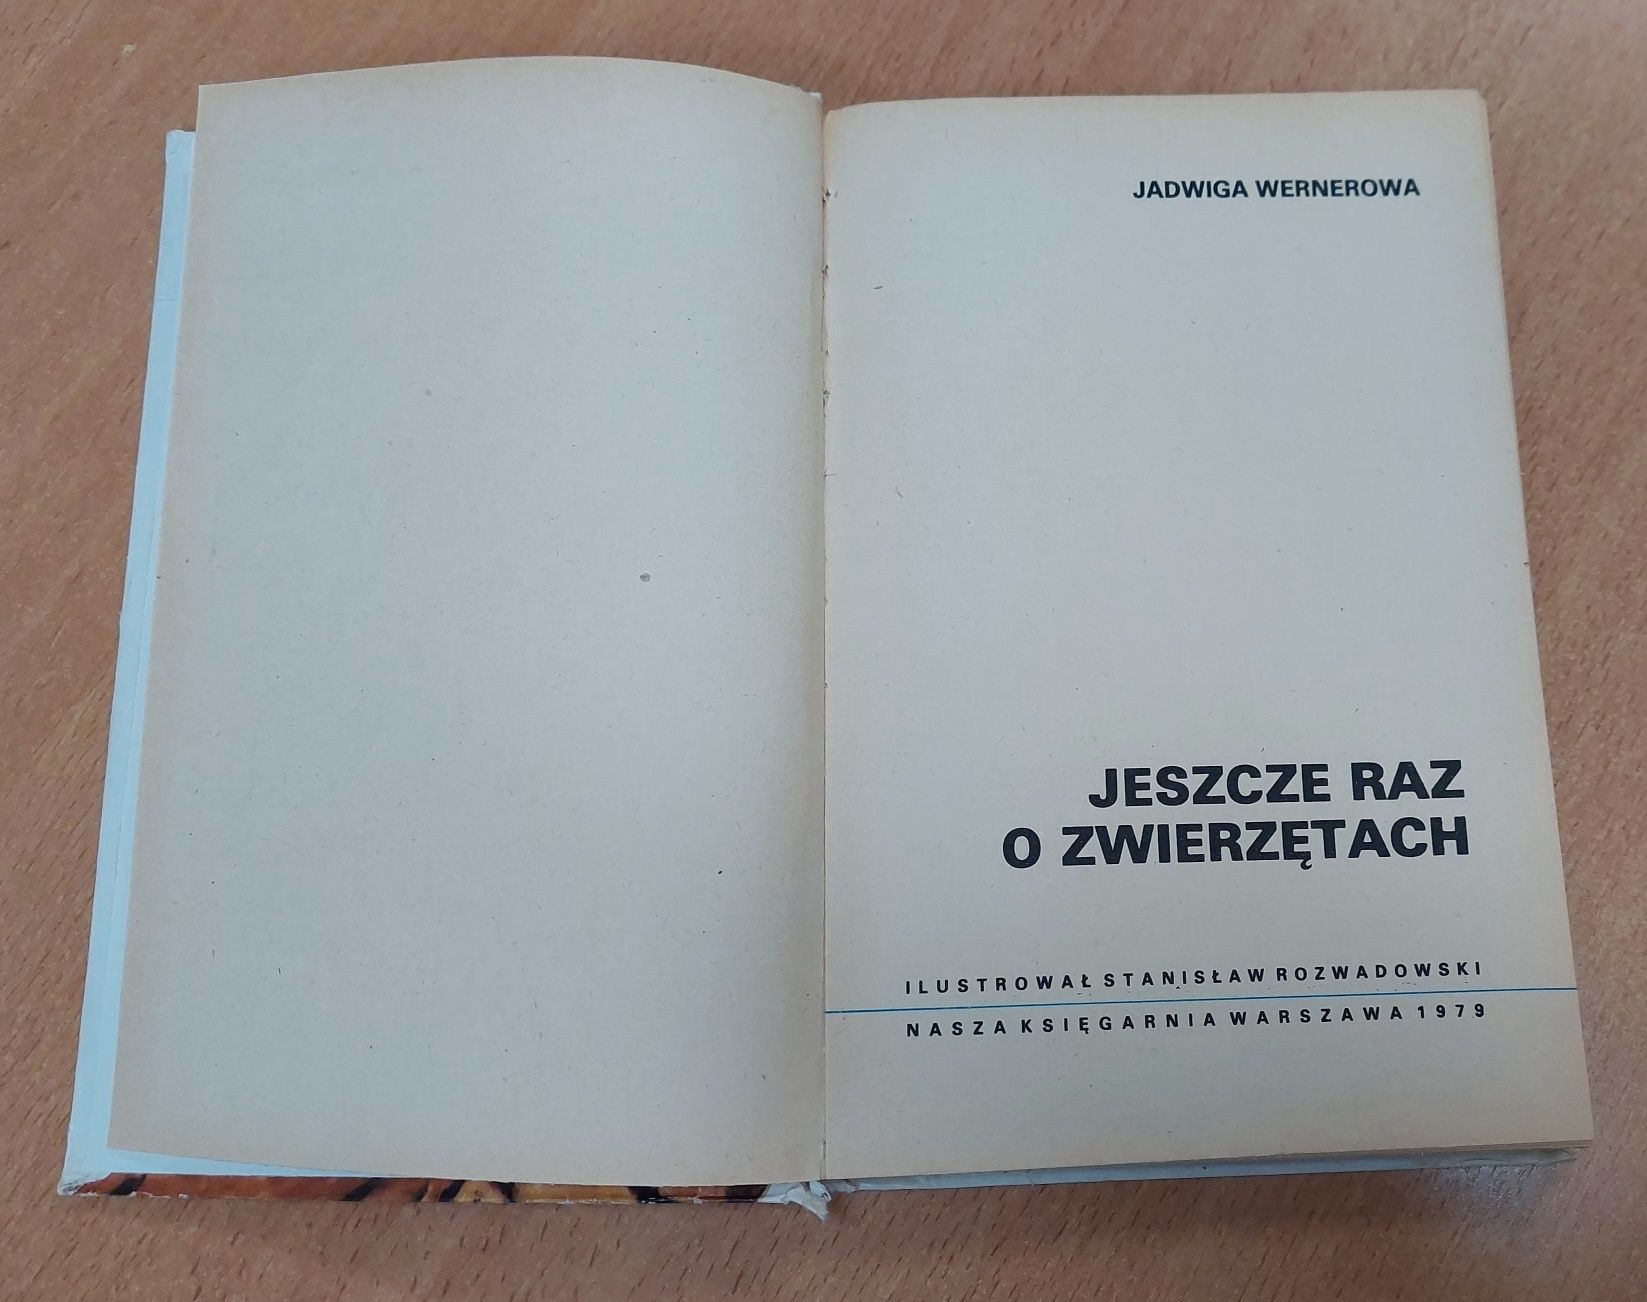 JADWIGA WERNEROWA
JESZCZE RAZ
O ZWIERZĘTACH
ILUSTROWAŁ STANISŁAW ROZWADOWSKI
NASZA KSIĘGARNIA WARSZAWA 1979